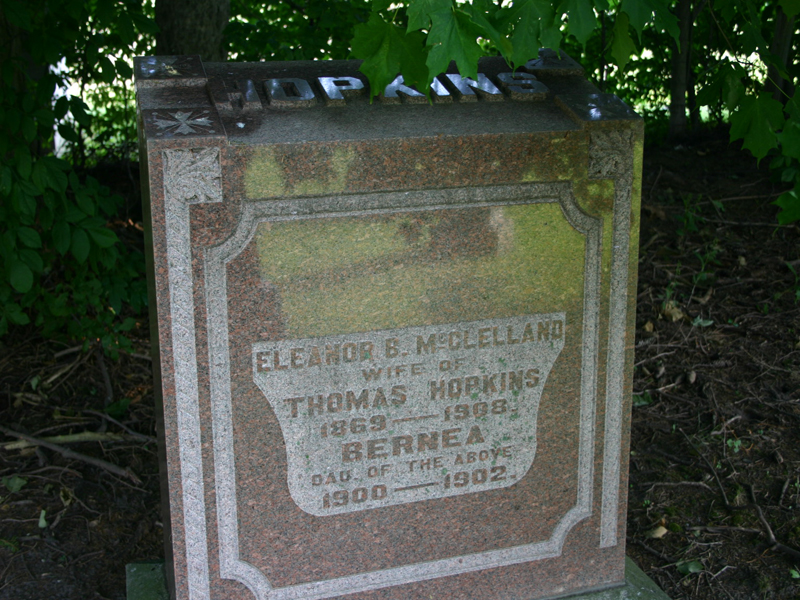 HOPKINS
ELEANOR B. McCLELLAND
WIFE OF
THOMAS HOPKINS
1869—1908.
BERNEA
DAU. OF THE ABOVE
1900—1902.